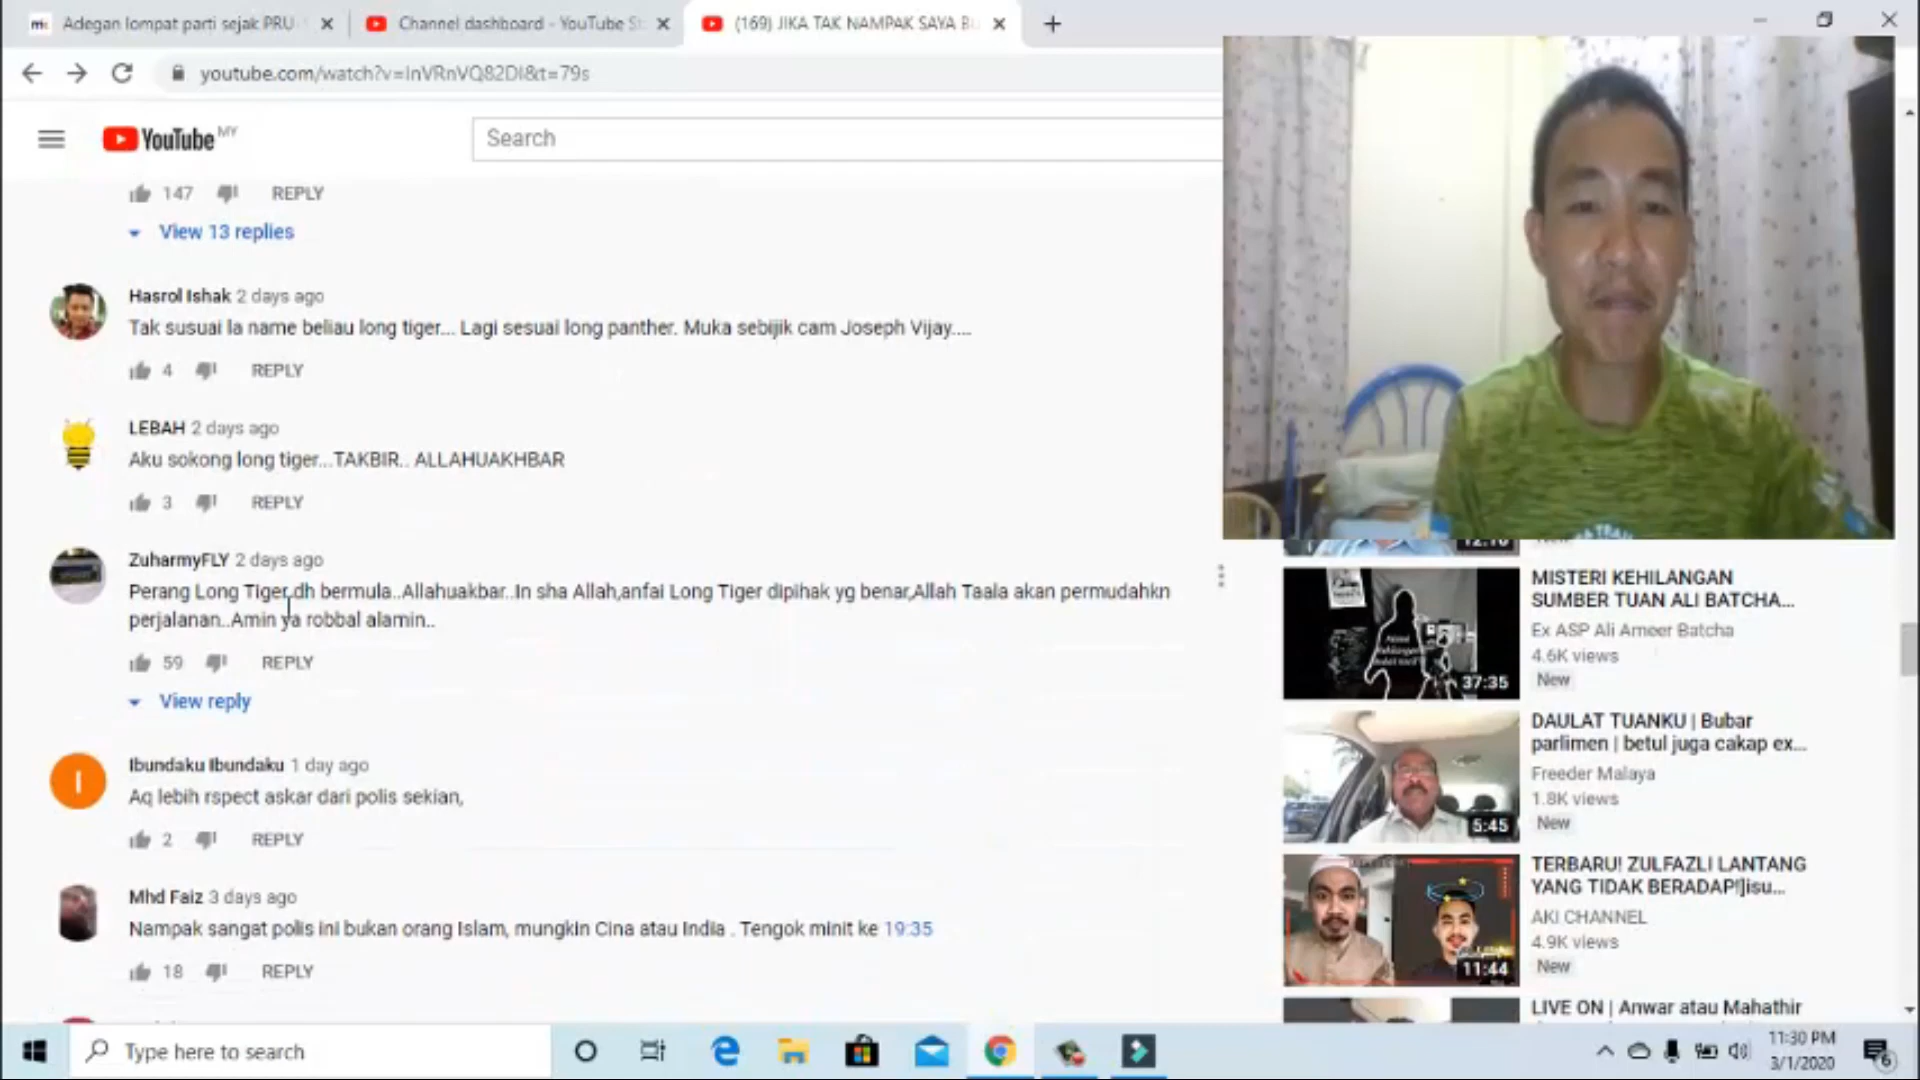 Adegan lompat parti sejak PRU
Channel dashboard - YouTube St
(169) JIKA TAK NAMPAK SAYA BU
youtube.com/watch?v=InVRnVQ82DI&t=79s
YouTube MY
Search
147 REPLY
View 13 replies
Hasrol Ishak 2 days ago
Tak susuai la name beliau long tiger... Lagi sesuai long panther. Muka sebijik cam Joseph Vijay....
4 REPLY
LEBAH 2 days ago
Aku sokong long tiger...TAKBIR.. ALLAHUAKHBAR
3 REPLY
ZuharmyFLY 2 days ago
Perang Long Tiger,dh bermula..Allahuakbar..In sha Allah,anfai Long Tiger dipihak yg benar,Allah Taala akan permudahkn
perjalanan..Amin ya robbal alamin..
59 REPLY
View reply
Ibundaku Ibundaku 1 day ago
Aq lebih rspect askar dari polis sekian,
2 REPLY
Mhd Faiz 3 days ago
Nampak sangat polis ini bukan orang Islam, mungkin Cina atau India . Tengok minit ke 19:35
18 REPLY
MISTERI KEHILANGAN
SUMBER TUAN ALI BATCHA...
Ex ASP Ali Ameer Batcha
4.6K views
New
37:35
DAULAT TUANKU | Bubar
parlimen | betul juga cakap ex...
Freeder Malaya
1.8K views
New
5:45
TERBARU! ZULFAZLI LANTANG
YANG TIDAK BERADAP!]isu...
AKI CHANNEL
4.9K views
New
11:44
LIVE ON | Anwar atau Mahathir
Type here to search
11:30 PM
3/1/2020
6